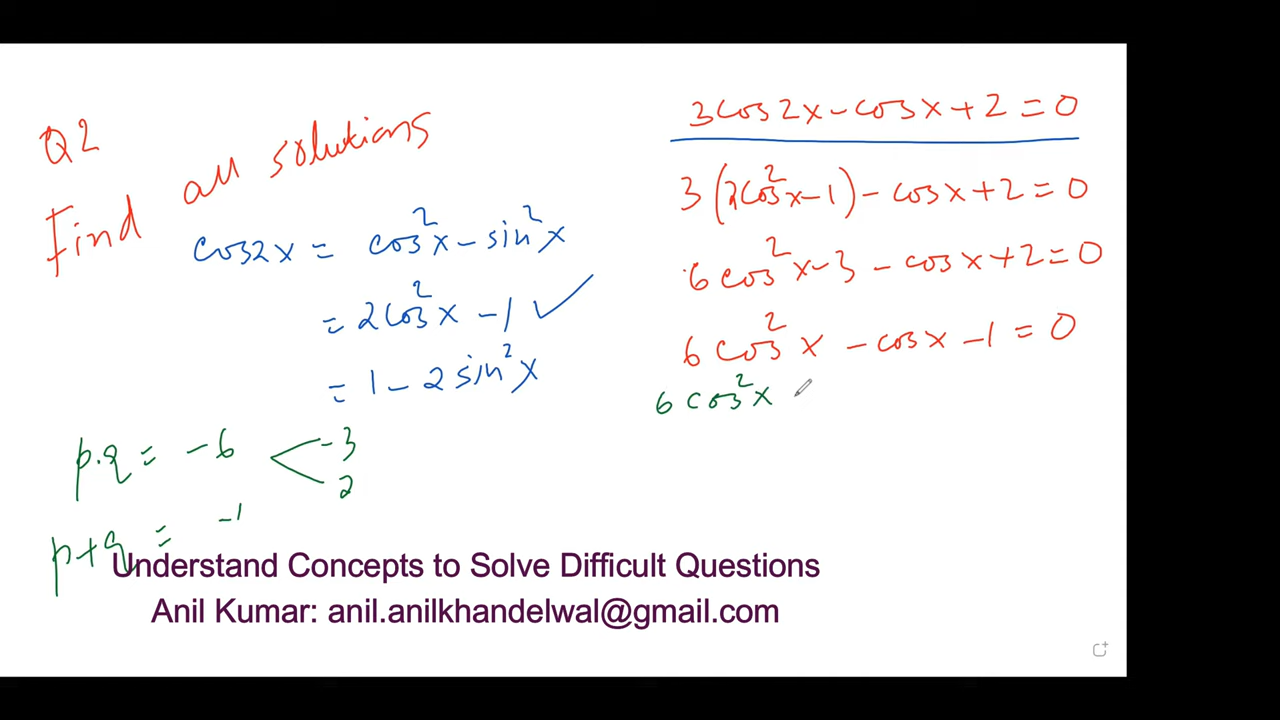 Q2
Find all solutions
cos2x = cos²x - sin²x
= 2cos²x - 1 ✓
= 1 - 2 sin²x
p.q = -6 < -3
2
p+q = -1
3cos2x - cosx + 2 = 0
3(2cos²x - 1) - cosx + 2 = 0
6cos²x - 3 - cosx + 2 = 0
6cos²x - cosx - 1 = 0
6cos²x
Understand Concepts to Solve Difficult Questions
Anil Kumar: anil.anilkhandelwal@gmail.com